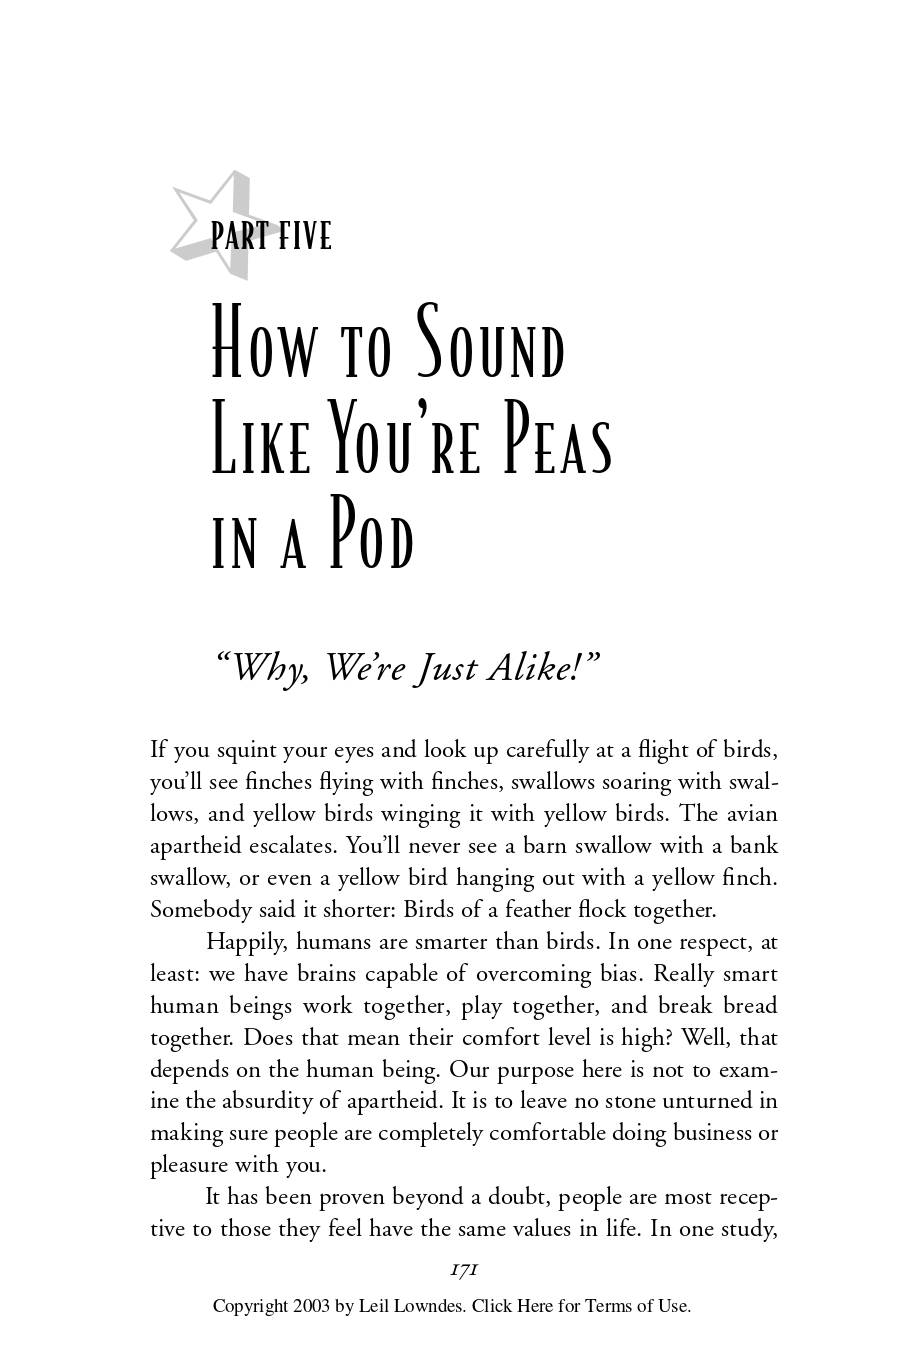 PART FIVE
HOW TO SOUND
LIKE YOU’RE PEAS
IN A POD
“Why, We’re Just Alike!”
If you squint your eyes and look up carefully at a flight of birds,
you’ll see finches flying with finches, swallows soaring with swal-
lows, and yellow birds winging it with yellow birds. The avian
apartheid escalates. You’ll never see a barn swallow with a bank
swallow, or even a yellow bird hanging out with a yellow finch.
Somebody said it shorter: Birds of a feather flock together.
Happily, humans are smarter than birds. In one respect, at
least: we have brains capable of overcoming bias. Really smart
human beings work together, play together, and break bread
together. Does that mean their comfort level is high? Well, that
depends on the human being. Our purpose here is not to exam-
ine the absurdity of apartheid. It is to leave no stone unturned in
making sure people are completely comfortable doing business or
pleasure with you.
It has been proven beyond a doubt, people are most recep-
tive to those they feel have the same values in life. In one study,
171
Copyright 2003 by Leil Lowndes. Click Here for Terms of Use.